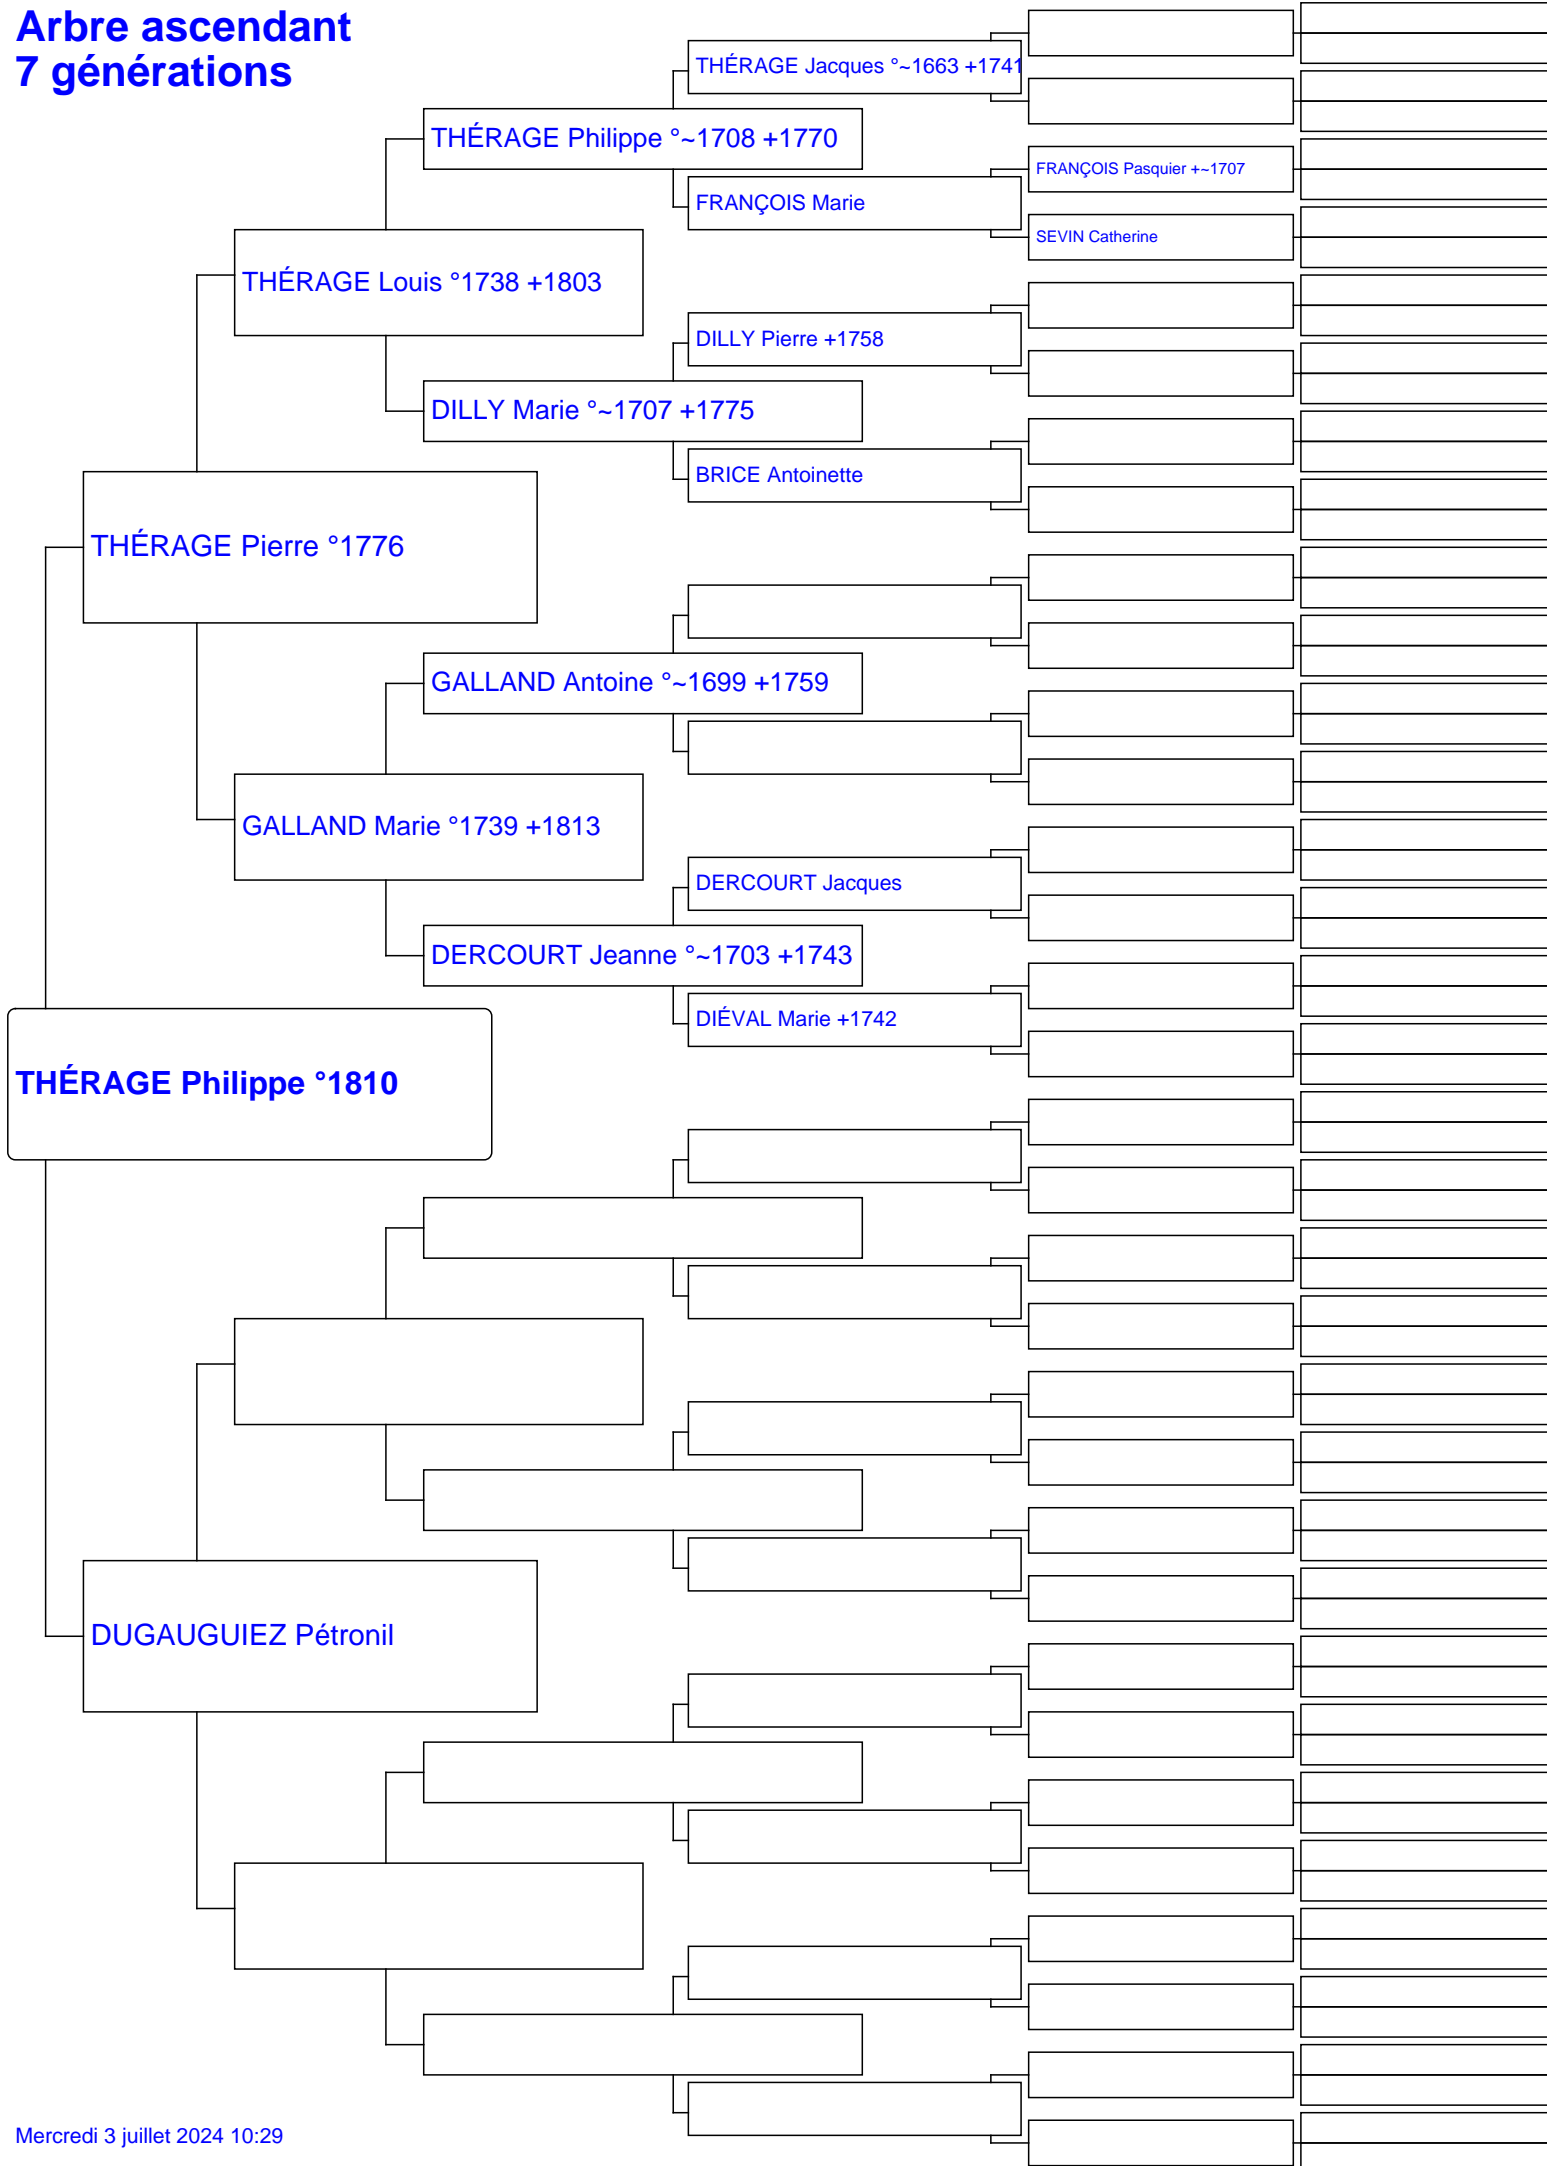 Arbre ascendant
7 générations
THÉRAGE Jacques °~1663 +1741
THÉRAGE Philippe °~1708 +1770
FRANÇOIS Pasquier +~1707
FRANÇOIS Marie
SEVIN Catherine
THÉRAGE Louis °1738 +1803
DILLY Pierre +1758
DILLY Marie °~1707 +1775
BRICE Antoinette
THÉRAGE Pierre °1776
GALLAND Antoine °~1699 +1759
GALLAND Marie °1739 +1813
DERCOURT Jacques
DERCOURT Jeanne °~1703 +1743
DIÉVAL Marie +1742
THÉRAGE Philippe °1810
DUGAUGUIEZ Pétronil
Mercredi 3 juillet 2024 10:29